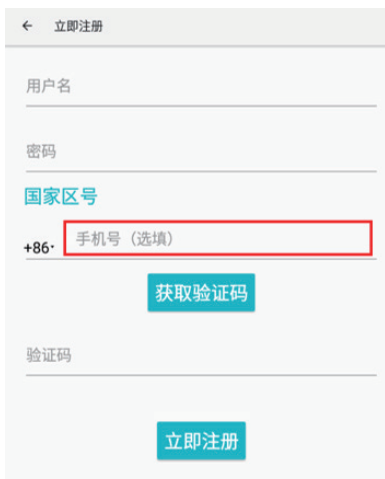 ← 立即注册
用户名
密码
国家区号
+86 手机号（选填）
获取验证码
验证码
立即注册